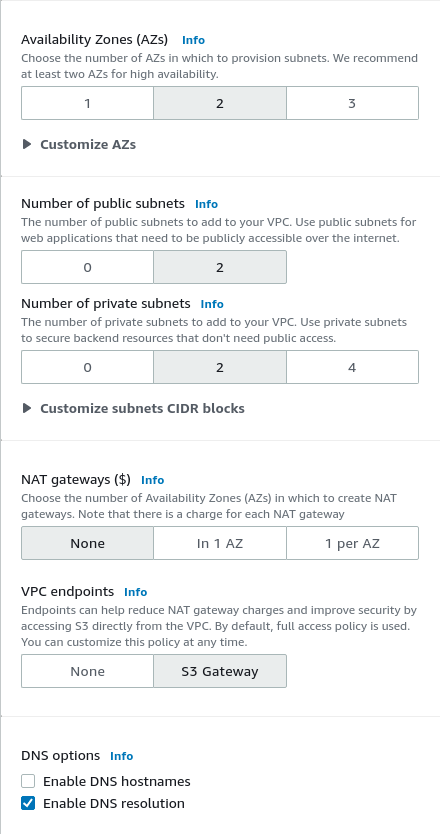 Availability Zones (AZs) Info
Choose the number of AZs in which to provision subnets. We recommend
at least two AZs for high availability.
1 2 3
Customize AZs
Number of public subnets Info
The number of public subnets to add to your VPC. Use public subnets for
web applications that need to be publicly accessible over the internet.
0 2
Number of private subnets Info
The number of private subnets to add to your VPC. Use private subnets
to secure backend resources that don't need public access.
0 2 4
Customize subnets CIDR blocks
NAT gateways ($) Info
Choose the number of Availability Zones (AZs) in which to create NAT
gateways. Note that there is a charge for each NAT gateway
None In 1 AZ 1 per AZ
VPC endpoints Info
Endpoints can help reduce NAT gateway charges and improve security by
accessing S3 directly from the VPC. By default, full access policy is used.
You can customize this policy at any time.
None S3 Gateway
DNS options Info
Enable DNS hostnames
Enable DNS resolution